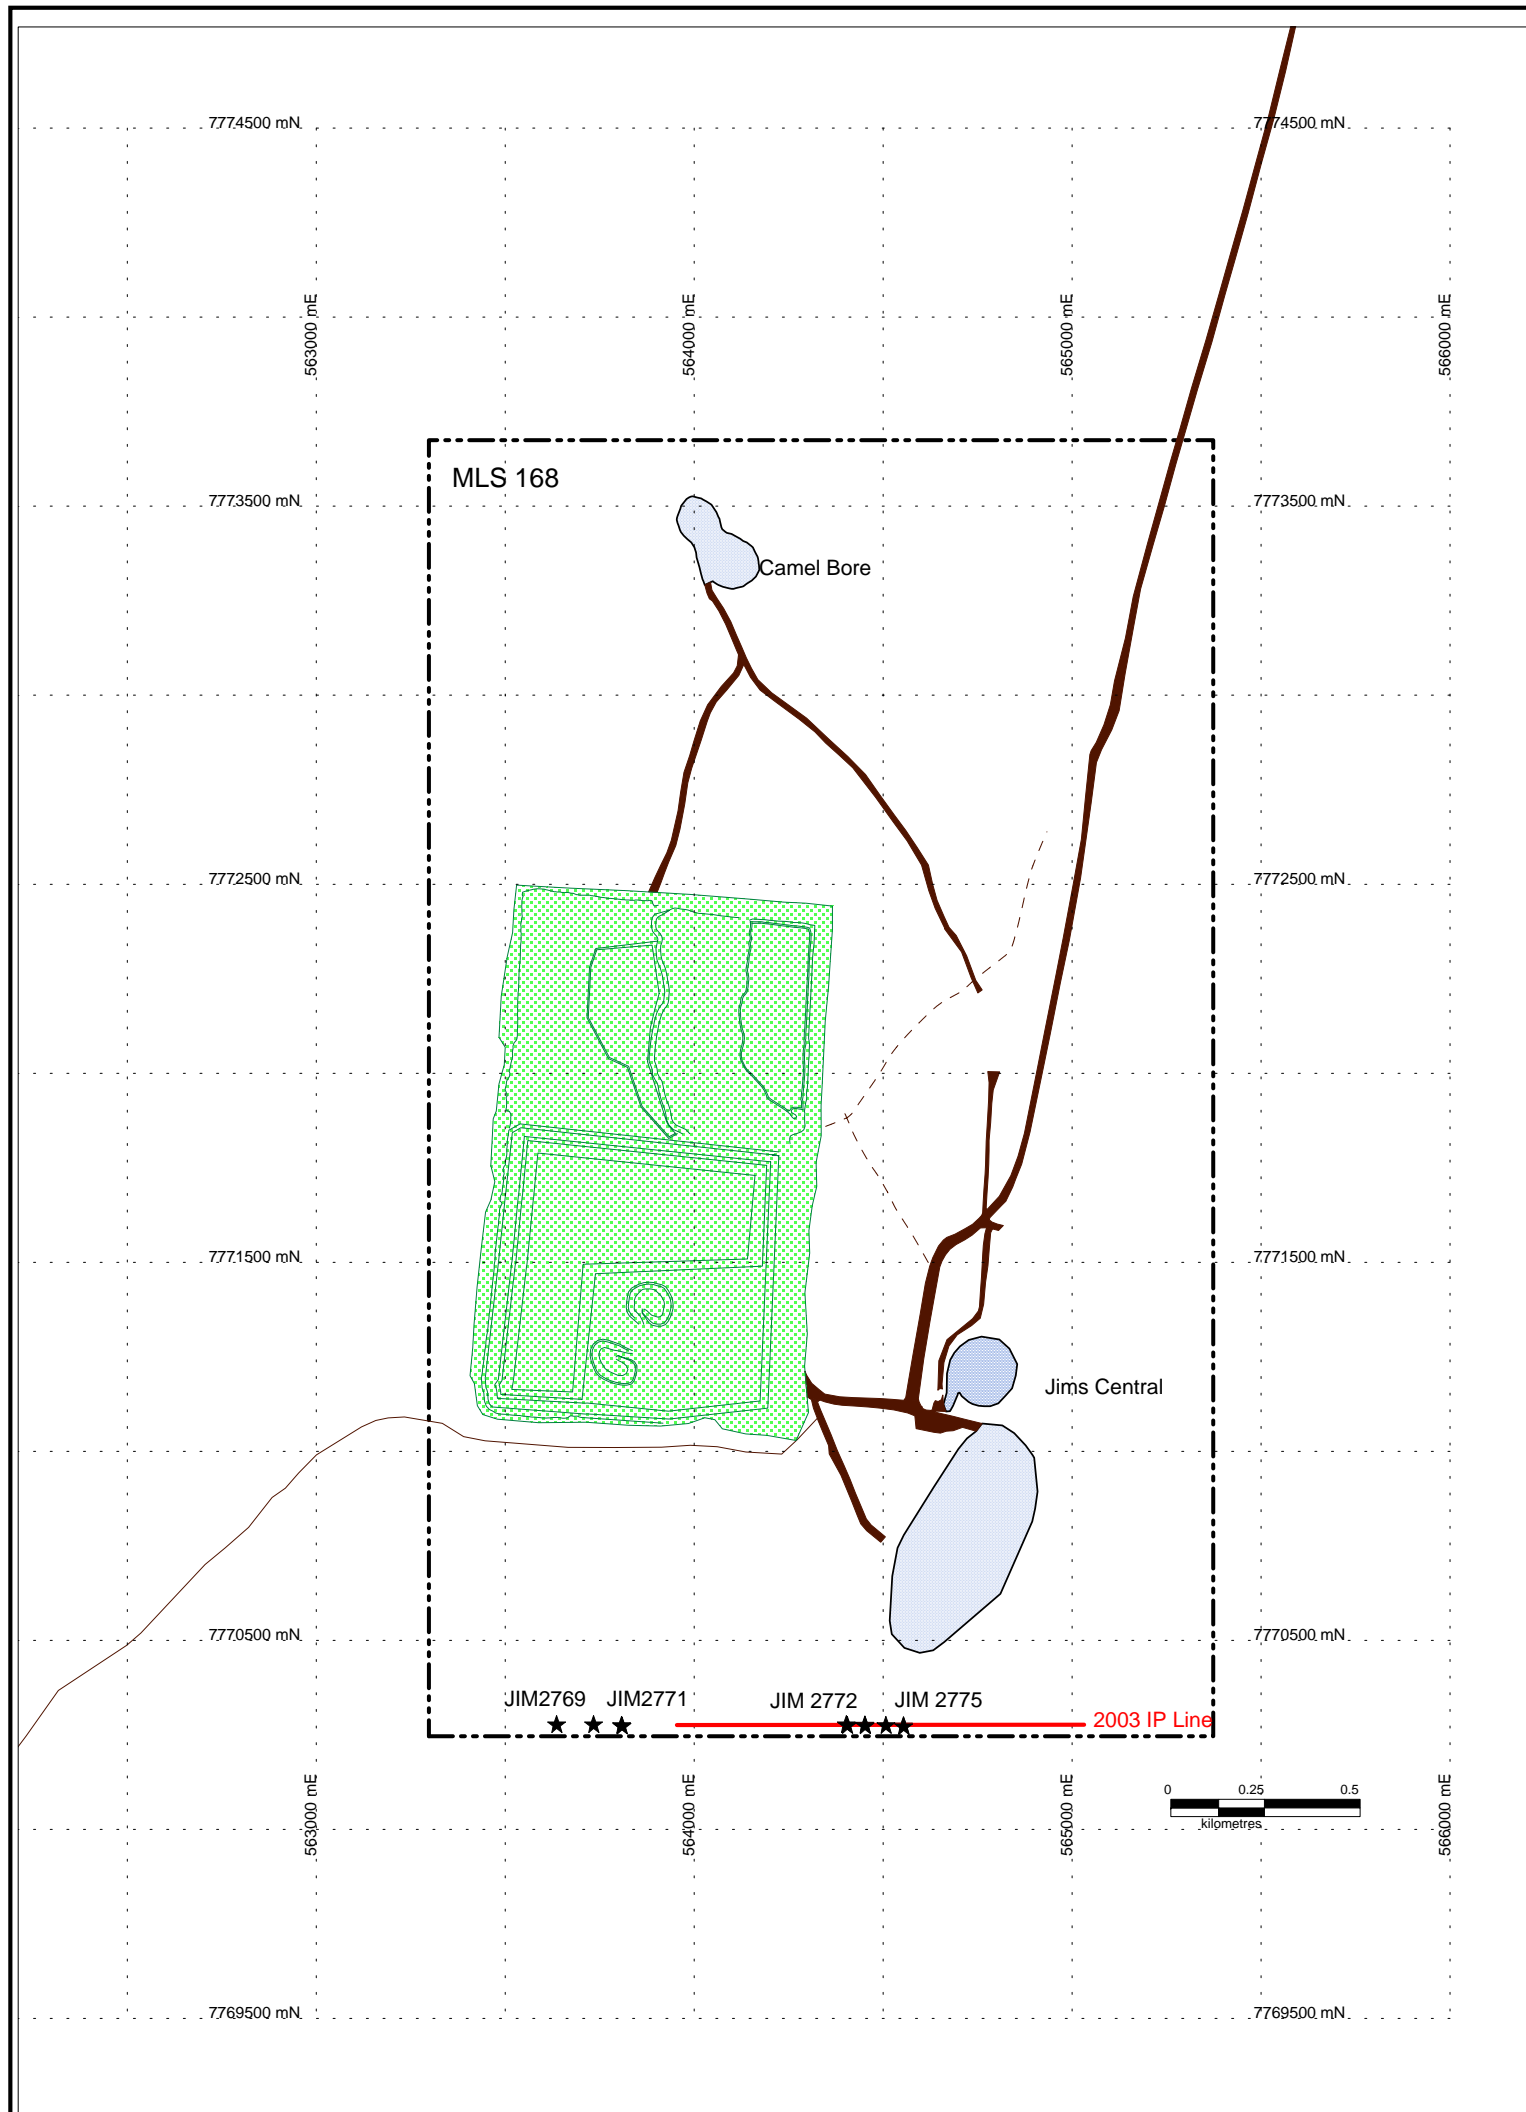 7774500 mN 7774500 mN
563000 mE 564000 mE 565000 mE 566000 mE
MLS 168
7773500 mN 7773500 mN
Camel Bore
7772500 mN 7772500 mN
7771500 mN 7771500 mN
Jims Central
7770500 mN 7770500 mN
JIM2769 JIM2771 JIM 2772 JIM 2775
2003 IP Line
0 0.25 0.5
kilometres
563000 mE 564000 mE 565000 mE 566000 mE
7769500 mN 7769500 mN